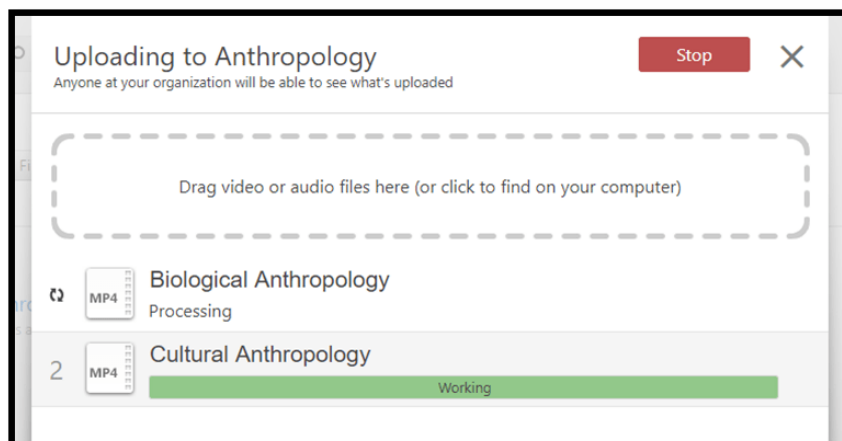 Uploading to Anthropology
Stop
Anyone at your organization will be able to see what's uploaded
Drag video or audio files here (or click to find on your computer)
Biological Anthropology
MP4
Processing
Cultural Anthropology
2
MP4
Working